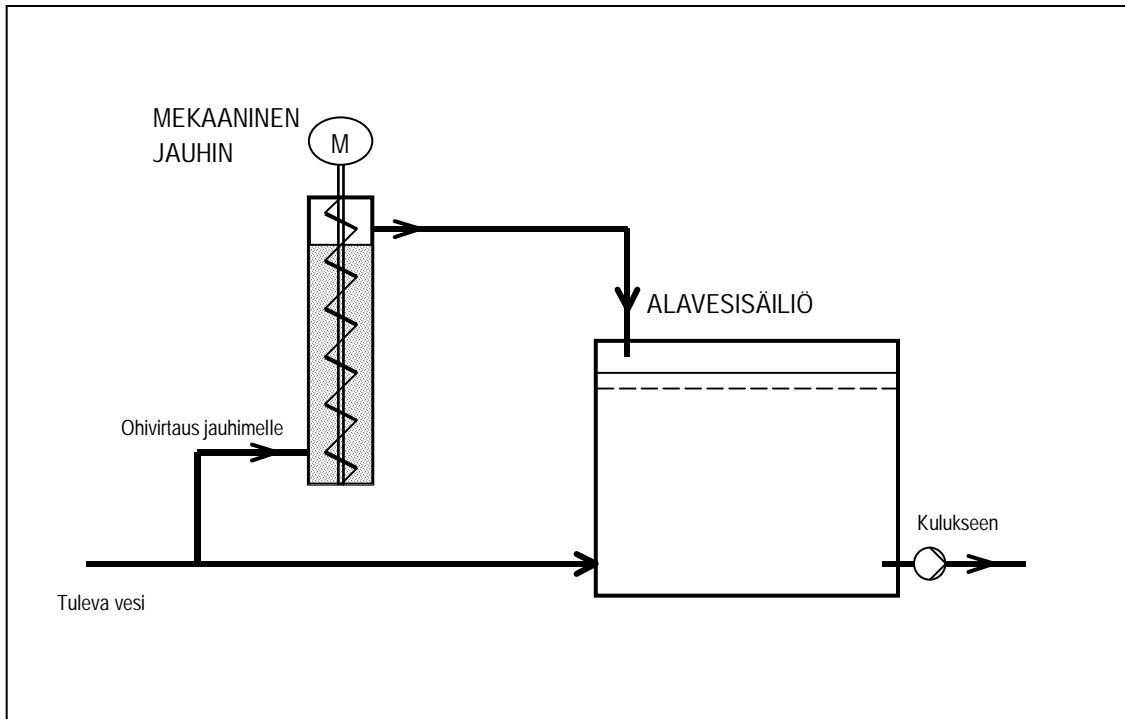 MEKAANINEN
JAUHIN
M
ALAVESISÄILIÖ
Ohivirtaus jauhimelle
Kulukseen
Tuleva vesi